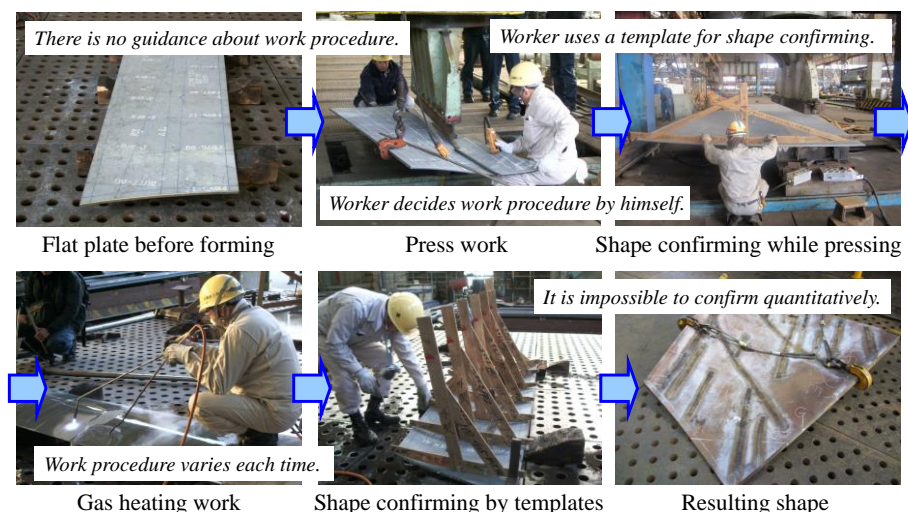 There is no guidance about work procedure.
Worker uses a template for shape confirming.
Worker decides work procedure by himself.
Flat plate before forming
Press work
Shape confirming while pressing
It is impossible to confirm quantitatively.
Work procedure varies each time.
Gas heating work
Shape confirming by templates
Resulting shape